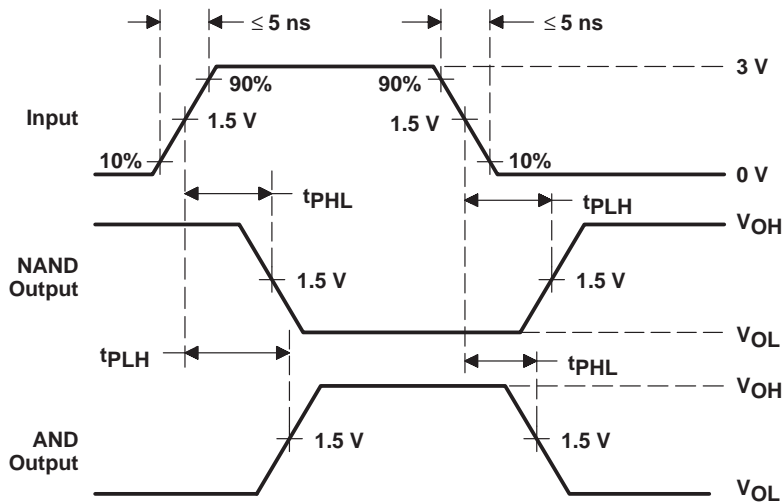 ≤ 5 ns ≤ 5 ns
3 V
90% 90%
Input 1.5 V 1.5 V
10% 10%
0 V
tPHL tPLH
VOH
NAND
Output
1.5 V 1.5 V
VOL
tPLH tPHL
VOH
AND
Output
1.5 V 1.5 V
VOL